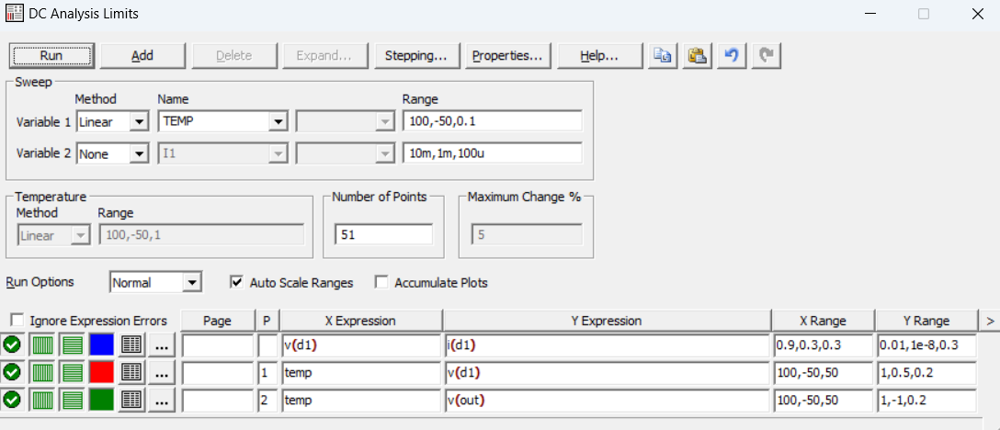 DC Analysis Limits
Run Add Delete Expand... Stepping... Properties... Help...
Sweep
Method Name Range
Variable 1 Linear TEMP 100,-50,0.1
Variable 2 None I1 10m,1m,100u
Temperature Number of Points Maximum Change %
Method Range
Linear 100,-50,1 51 5
Run Options Normal Auto Scale Ranges Accumulate Plots
Ignore Expression Errors Page P X Expression Y Expression X Range Y Range >
... v(d1) i(d1) 0.9,0.3,0.3 0.01,1e-8,0.3
... 1 temp v(d1) 100,-50,50 1,0.5,0.2
... 2 temp v(out) 100,-50,50 1,-1,0.2